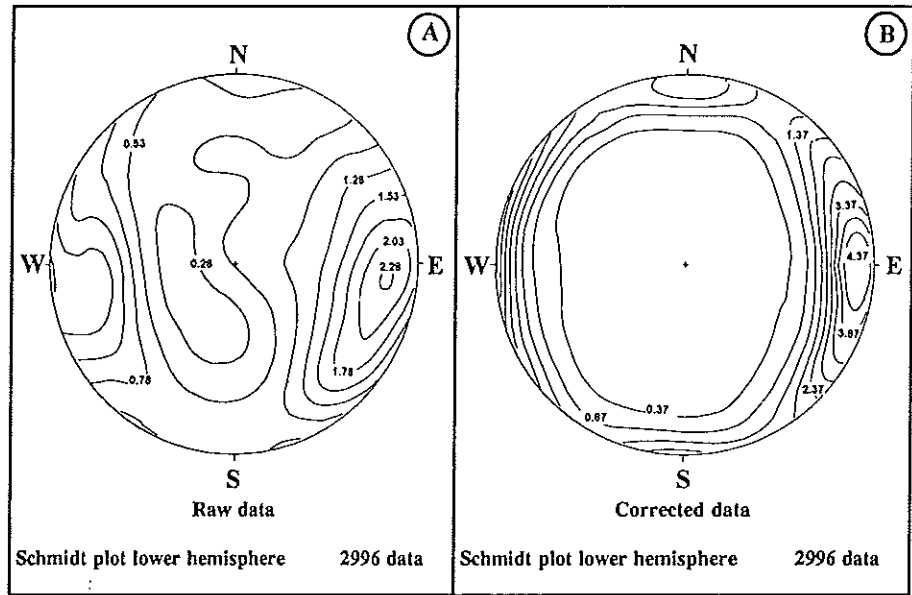 A
N
0.53
1.28
1.53
2.03
2.28
0.28
W
E
1.78
0.78
S
Raw data
Schmidt plot lower hemisphere 2996 data
B
N
1.37
3.37
4.37
W
E
3.87
2.37
0.87
0.37
S
Corrected data
Schmidt plot lower hemisphere 2996 data